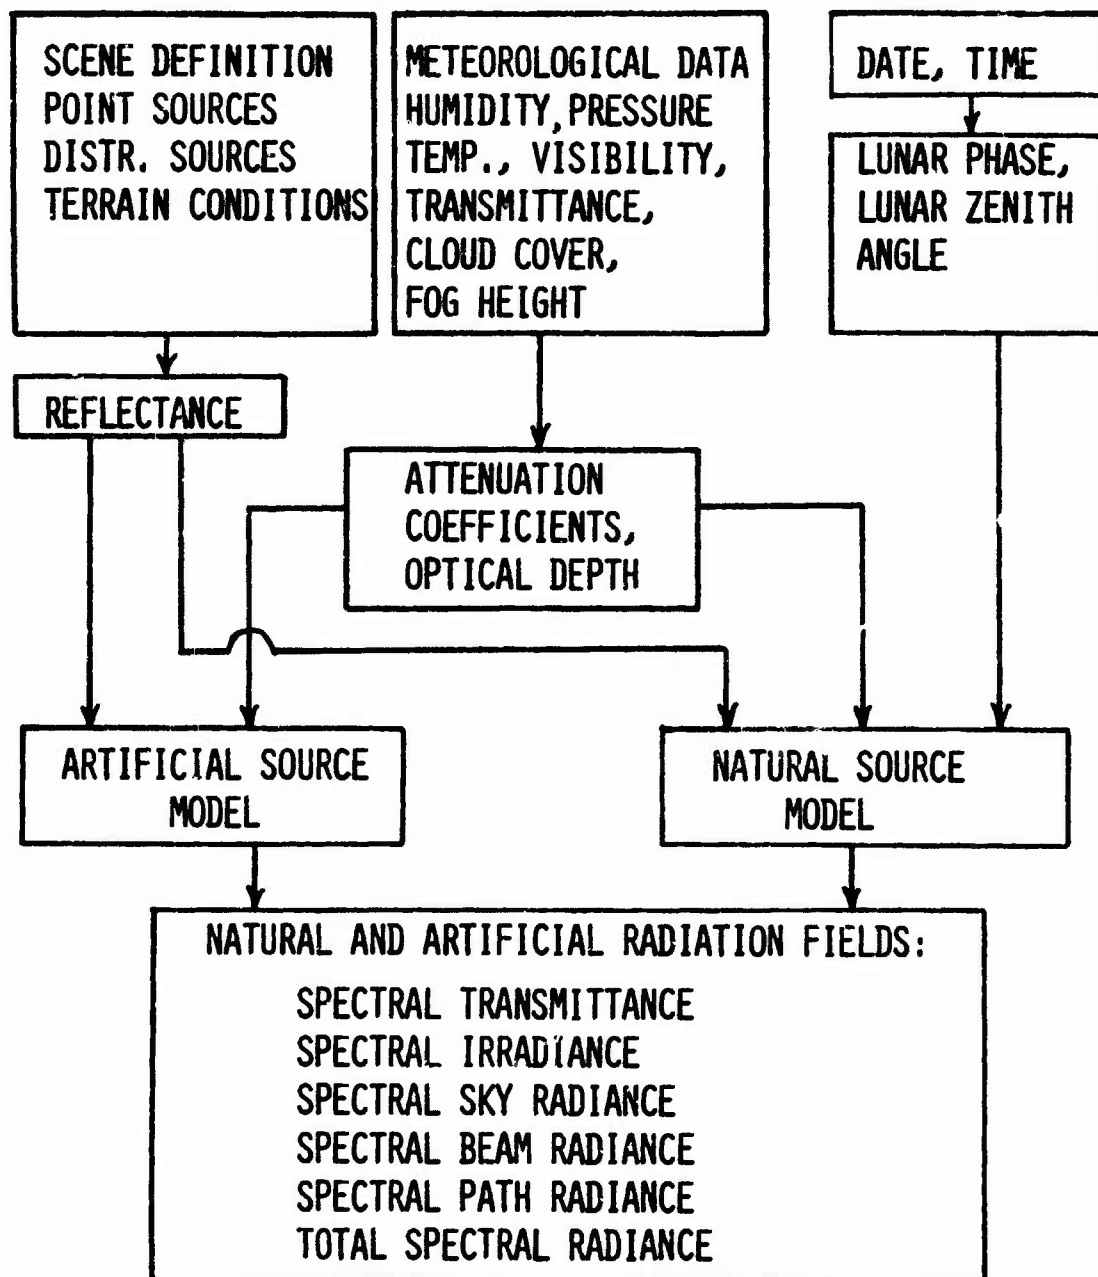 SCENE DEFINITION
POINT SOURCES
DISTR. SOURCES
TERRAIN CONDITIONS
METEOROLOGICAL DATA
HUMIDITY, PRESSURE
TEMP., VISIBILITY,
TRANSMITTANCE,
CLOUD COVER,
FOG HEIGHT
DATE, TIME
LUNAR PHASE,
LUNAR ZENITH
ANGLE
REFLECTANCE
ATTENUATION
COEFFICIENTS,
OPTICAL DEPTH
ARTIFICIAL SOURCE
MODEL
NATURAL SOURCE
MODEL
NATURAL AND ARTIFICIAL RADIATION FIELDS:
SPECTRAL TRANSMITTANCE
SPECTRAL IRRADIANCE
SPECTRAL SKY RADIANCE
SPECTRAL BEAM RADIANCE
SPECTRAL PATH RADIANCE
TOTAL SPECTRAL RADIANCE